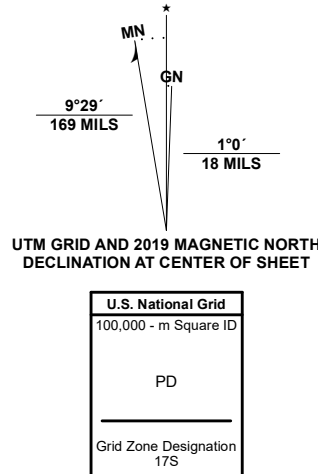 ★
MN
GN
9°29´
169 MILS
1°0´
18 MILS
UTM GRID AND 2019 MAGNETIC NORTH
DECLINATION AT CENTER OF SHEET
U.S. National Grid
100,000 - m Square ID
PD
Grid Zone Designation
17S